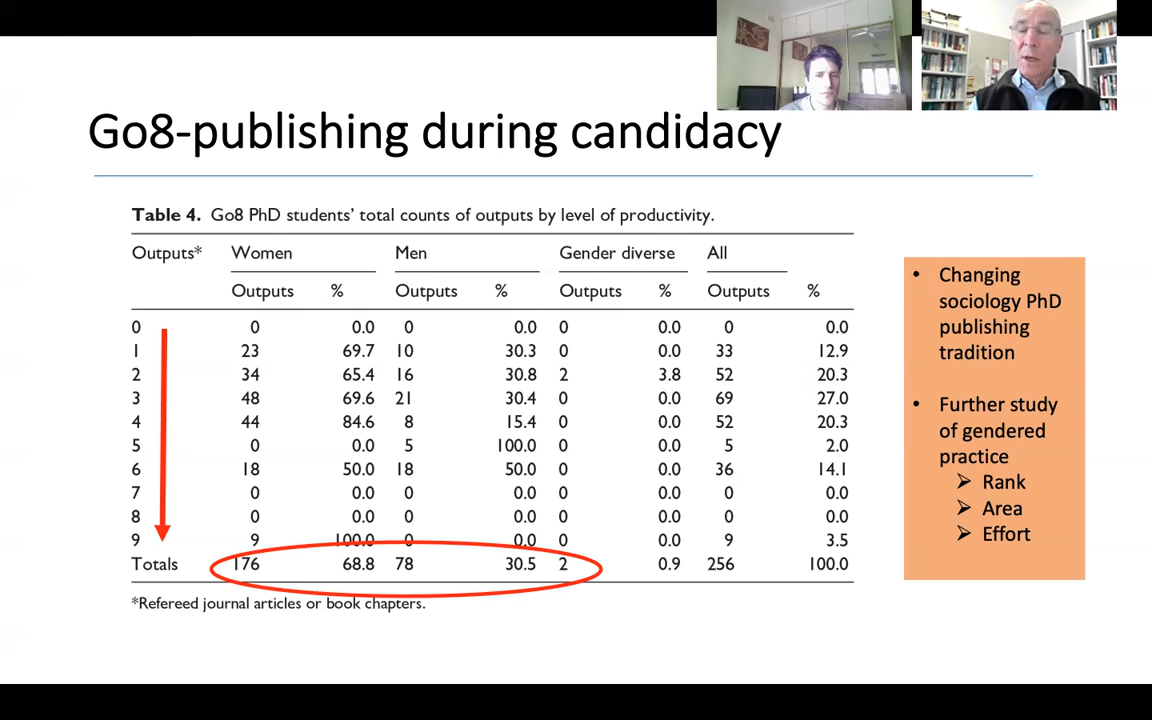 Go8-publishing during candidacy
Table 4. Go8 PhD students' total counts of outputs by level of productivity.
Outputs* Women Men Gender diverse All
Outputs % Outputs % Outputs % Outputs %
0 0 0.0 0 0.0 0 0.0 0 0.0
1 23 69.7 10 30.3 0 0.0 33 12.9
2 34 65.4 16 30.8 2 3.8 52 20.3
3 48 69.6 21 30.4 0 0.0 69 27.0
4 44 84.6 8 15.4 0 0.0 52 20.3
5 0 0.0 5 100.0 0 0.0 5 2.0
6 18 50.0 18 50.0 0 0.0 36 14.1
7 0 0.0 0 0.0 0 0.0 0 0.0
8 0 0.0 0 0.0 0 0.0 0 0.0
9 9 100.0 0 0.0 0 0.0 9 3.5
Totals 176 68.8 78 30.5 2 0.9 256 100.0
*Refereed journal articles or book chapters.
• Changing
sociology PhD
publishing
tradition
• Further study
of gendered
practice
➢ Rank
➢ Area
➢ Effort